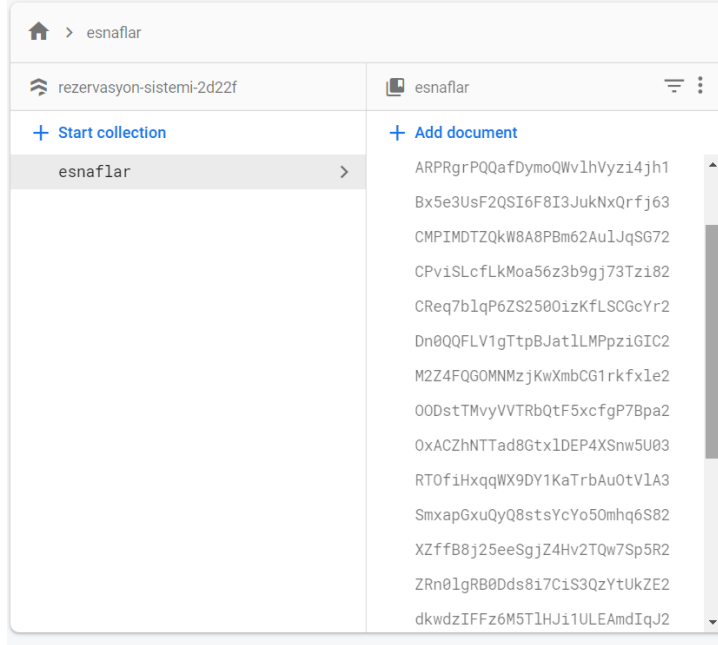 esnaflar
rezervasyon-sistemi-2d22f
esnaflar
Start collection
Add document
esnaflar
ARPRgrPQQafDymoQWvlhVyzi4jh1
Bx5e3UsF2QSI6F8I3JukNxQrfj63
CMPIMDTZQkW8A8PBm62AulJqSG72
CPviSLcfLkMoa56z3b9gj73Tzi82
CReq7blqP6ZS250OizKfLSCGcYr2
Dn0QQFLV1gTtpBJatlLMPpziGIC2
M2Z4FQGOMNMzjKwXmbCG1rkfxle2
OODstTMvyVVTRbQtF5xcfgP7Bpa2
OxACZhNTTad8GtxlDEP4XSnw5U03
RTOfiHxqqWX9DY1KaTrbAuOtVlA3
SmxapGxuQyQ8stsYcYo5Omhq6S82
XZffB8j25eeSgjZ4Hv2TQw7Sp5R2
ZRn0lgRB0Dds8i7CiS3QzYtUkZE2
dkwdzIFFz6M5TlHJi1ULEAmdIqJ2